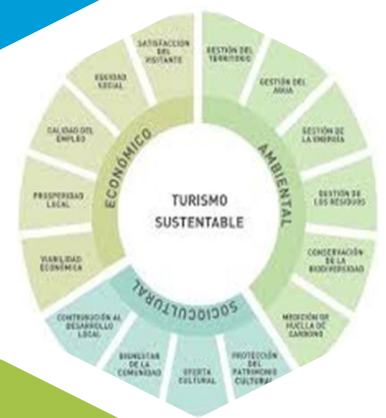 TURISMO
SUSTENTABLE
AMBIENTAL
GESTIÓN DEL
TERRITORIO
GESTIÓN DEL
AGUA
GESTIÓN DE
LA ENERGÍA
GESTIÓN DE
LOS RESIDUOS
CONSERVACIÓN
DE LA
BIODIVERSIDAD
MEDICIÓN DE
HUELLA DE
CARBONO
SOCIOCULTURAL
PROTECCIÓN
DEL
PATRIMONIO
CULTURAL
OFERTA
CULTURAL
BIENESTAR
DE LA
COMUNIDAD
CONTRIBUCIÓN AL
DESARROLLO
LOCAL
ECONÓMICO
VIABILIDAD
ECONÓMICA
PROSPERIDAD
LOCAL
CALIDAD DEL
EMPLEO
EQUIDAD
SOCIAL
SATISFACCIÓN
DEL
VISITANTE